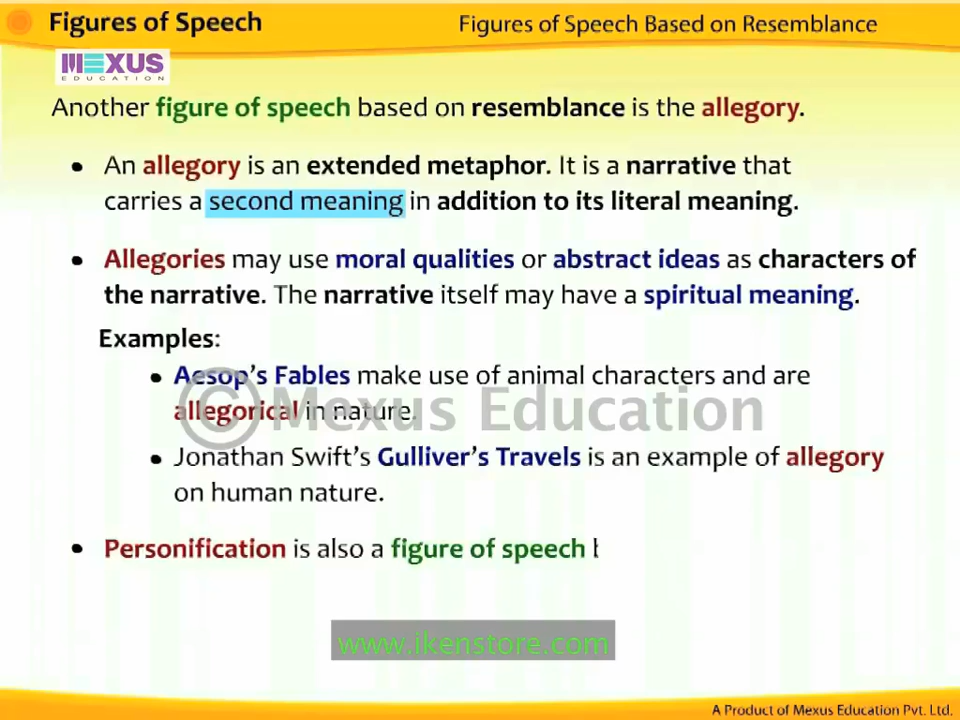 Figures of Speech
Figures of Speech Based on Resemblance
MEXUS
EDUCATION
Another figure of speech based on resemblance is the allegory.
• An allegory is an extended metaphor. It is a narrative that
carries a second meaning in addition to its literal meaning.
• Allegories may use moral qualities or abstract ideas as characters of
the narrative. The narrative itself may have a spiritual meaning.
Examples:
• Aesop's Fables make use of animal characters and are
allegorical in nature.
© Mexus Education
• Jonathan Swift's Gulliver's Travels is an example of allegory
on human nature.
• Personification is also a figure of speech
www.ikenstore.com
A Product of Mexus Education Pvt. Ltd.